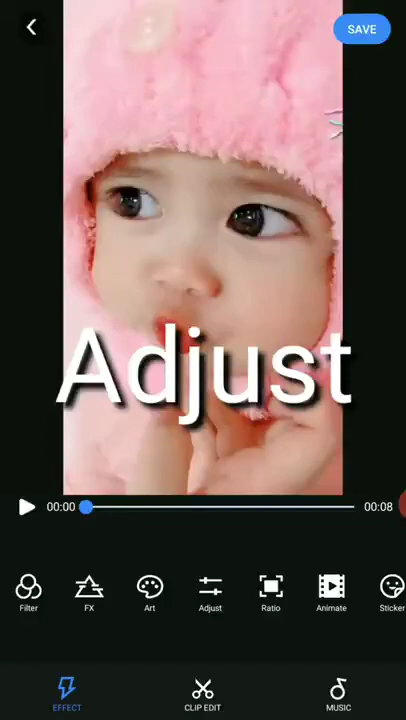 SAVE
Adjust
00:00 00:08
Filter FX Art Adjust Ratio Animate Sticker
EFFECT CLIP EDIT MUSIC